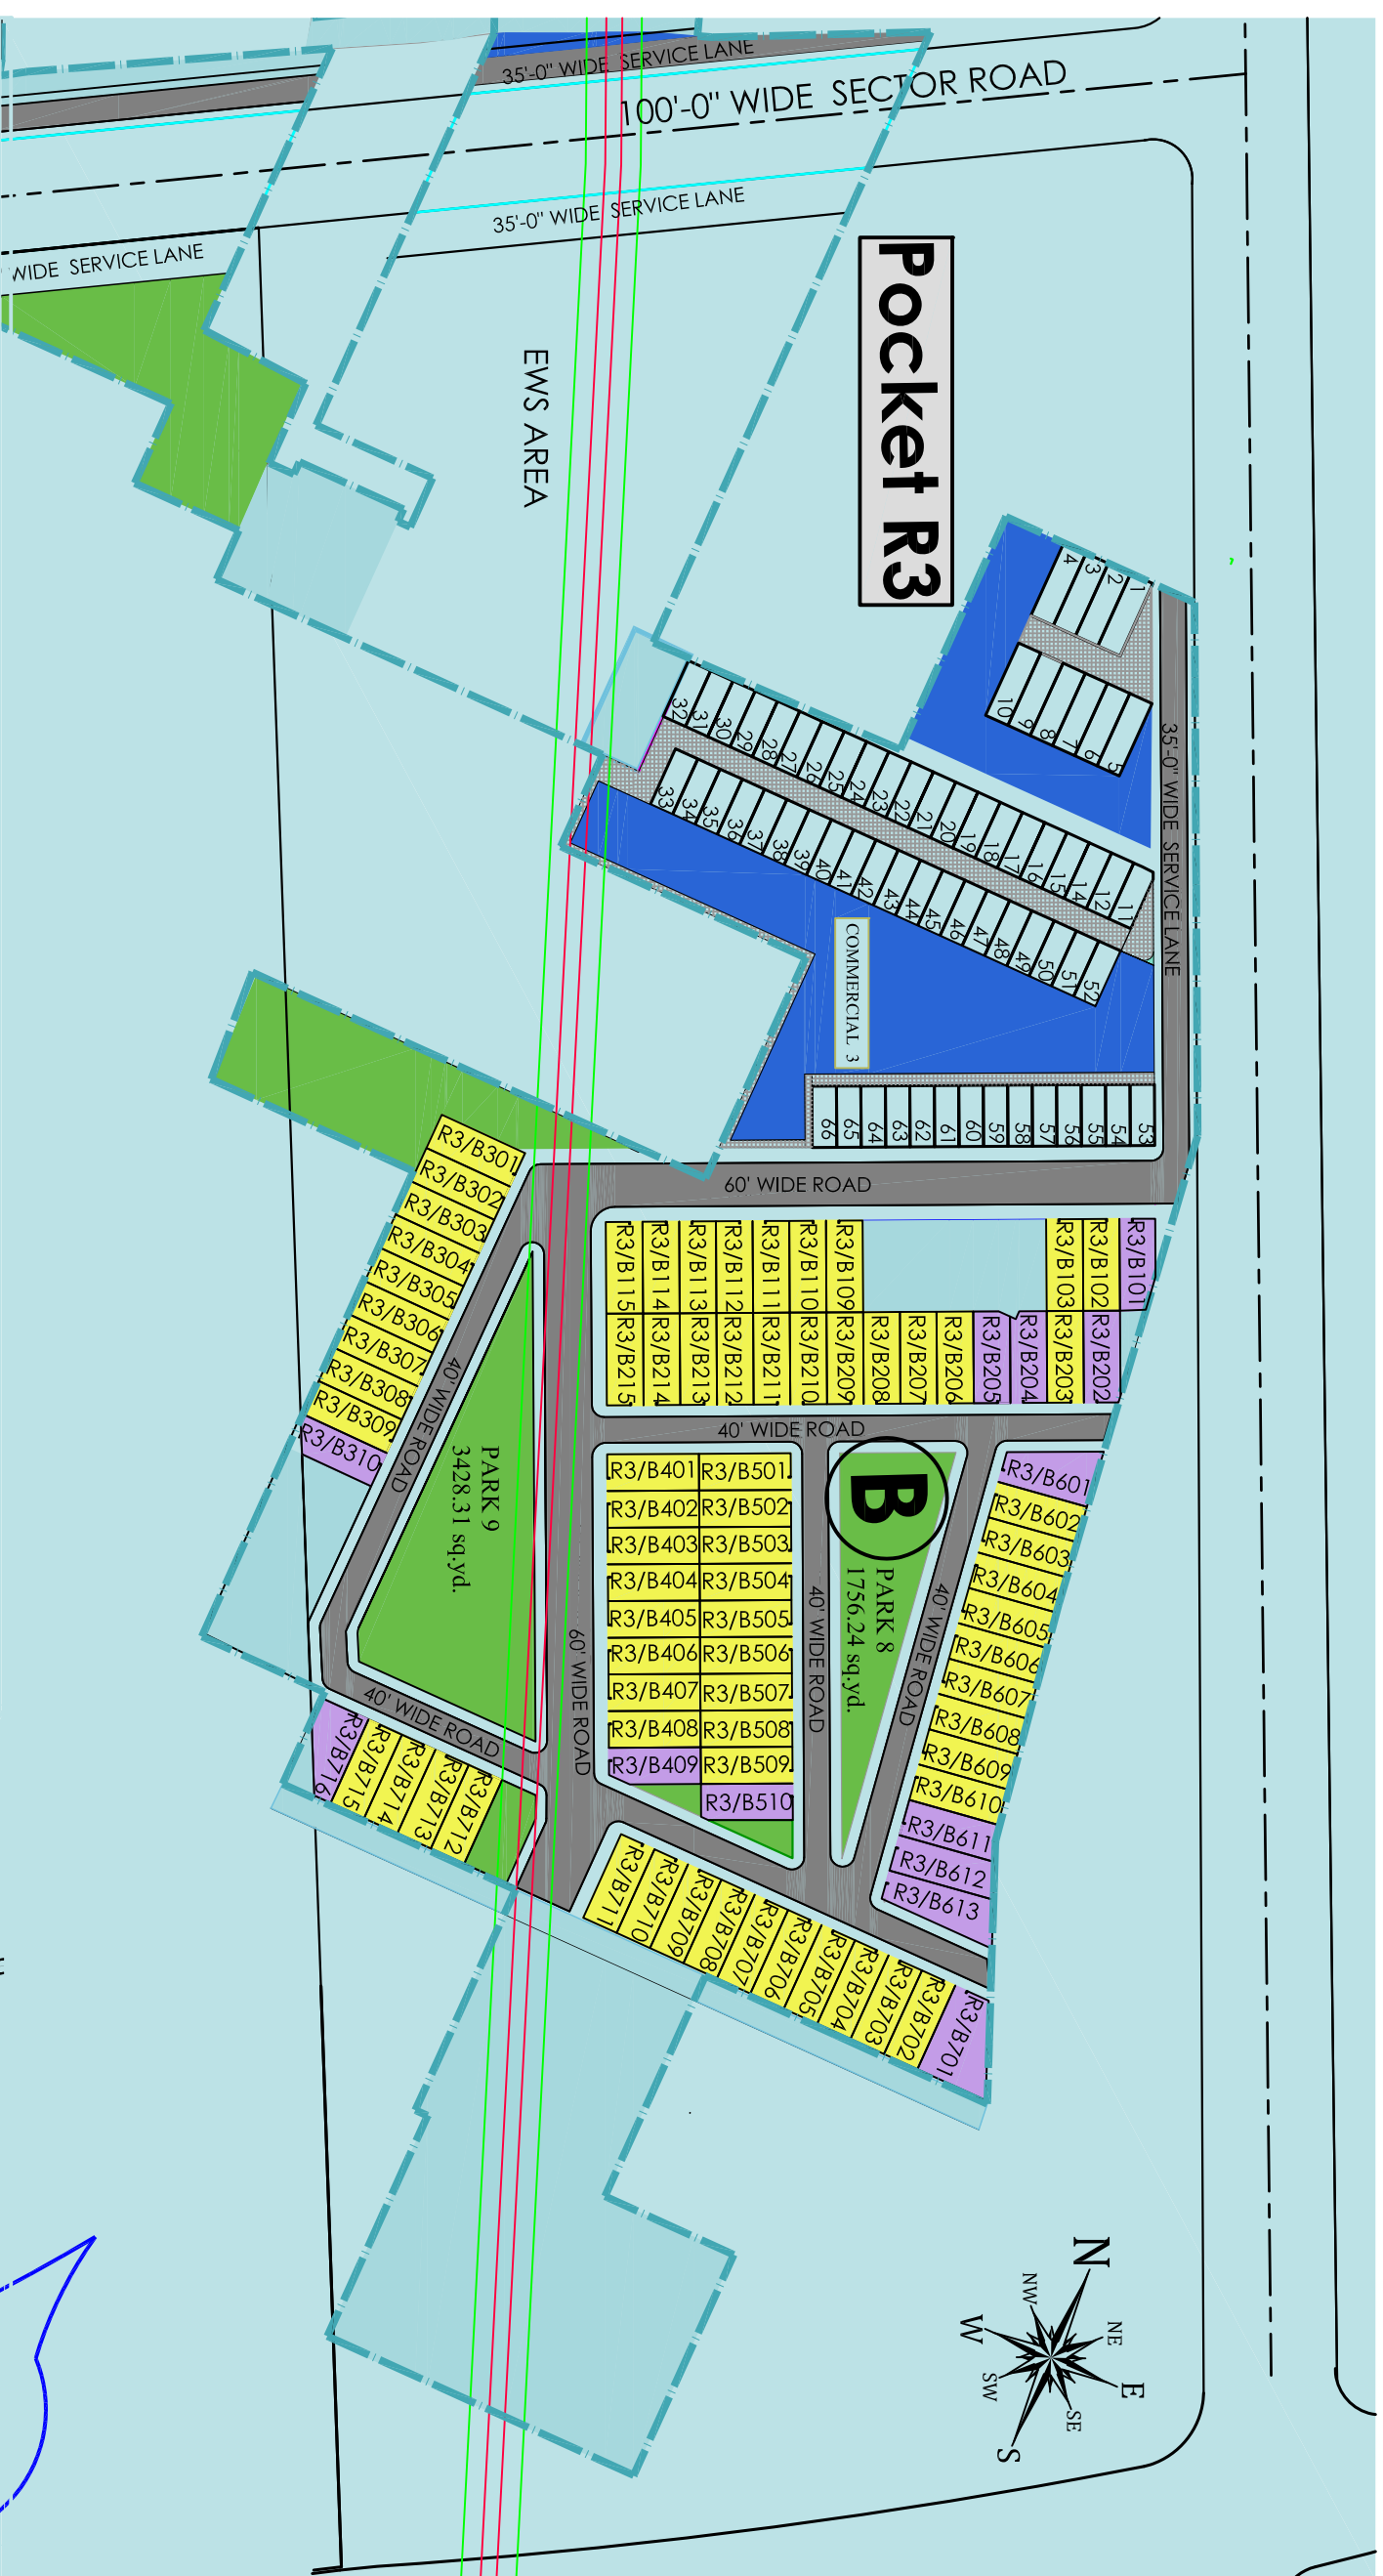 35'-0" WIDE SERVICE LANE
100'-0" WIDE SECTOR ROAD
35'-0" WIDE SERVICE LANE
WIDE SERVICE LANE
Pocket R3
EWS AREA
1
2
3
4
5
6
7
8
9
10
35'-0" WIDE SERVICE LANE
32
31
30
29
28
27
26
25
24
23
22
21
20
19
18
17
16
15
14
12
11
33
34
35
36
37
38
39
40
41
42
43
44
45
46
47
48
49
50
51
52
COMMERCIAL 3
66
65
64
63
62
61
60
59
58
57
56
55
54
53
60' WIDE ROAD
R3/B301
R3/B302
R3/B303
R3/B304
R3/B305
R3/B306
R3/B307
R3/B308
R3/B309
R3/B310
R3/B115
R3/B114
R3/B113
R3/B112
R3/B111
R3/B110
R3/B109
R3/B103
R3/B102
R3/B101
R3/B215
R3/B214
R3/B213
R3/B212
R3/B211
R3/B210
R3/B209
R3/B208
R3/B207
R3/B206
R3/B205
R3/B204
R3/B203
R3/B202
40' WIDE ROAD
40' WIDE ROAD
PARK 9
3428.31 sq.yd.
R3/B401 R3/B501
R3/B402 R3/B502
R3/B403 R3/B503
R3/B404 R3/B504
R3/B405 R3/B505
R3/B406 R3/B506
R3/B407 R3/B507
R3/B408 R3/B508
R3/B409 R3/B509
R3/B510
B
PARK 8
1756.24 sq.yd.
40' WIDE ROAD
40' WIDE ROAD
60' WIDE ROAD
R3/B601
R3/B602
R3/B603
R3/B604
R3/B605
R3/B606
R3/B607
R3/B608
R3/B609
R3/B610
R3/B611
R3/B612
R3/B613
40' WIDE ROAD
R3/B716
R3/B715
R3/B714
R3/B713
R3/B712
R3/B711
R3/B710
R3/B709
R3/B708
R3/B707
R3/B706
R3/B705
R3/B704
R3/B703
R3/B702
R3/B701
N
NW
NE
W
E
SW
SE
S